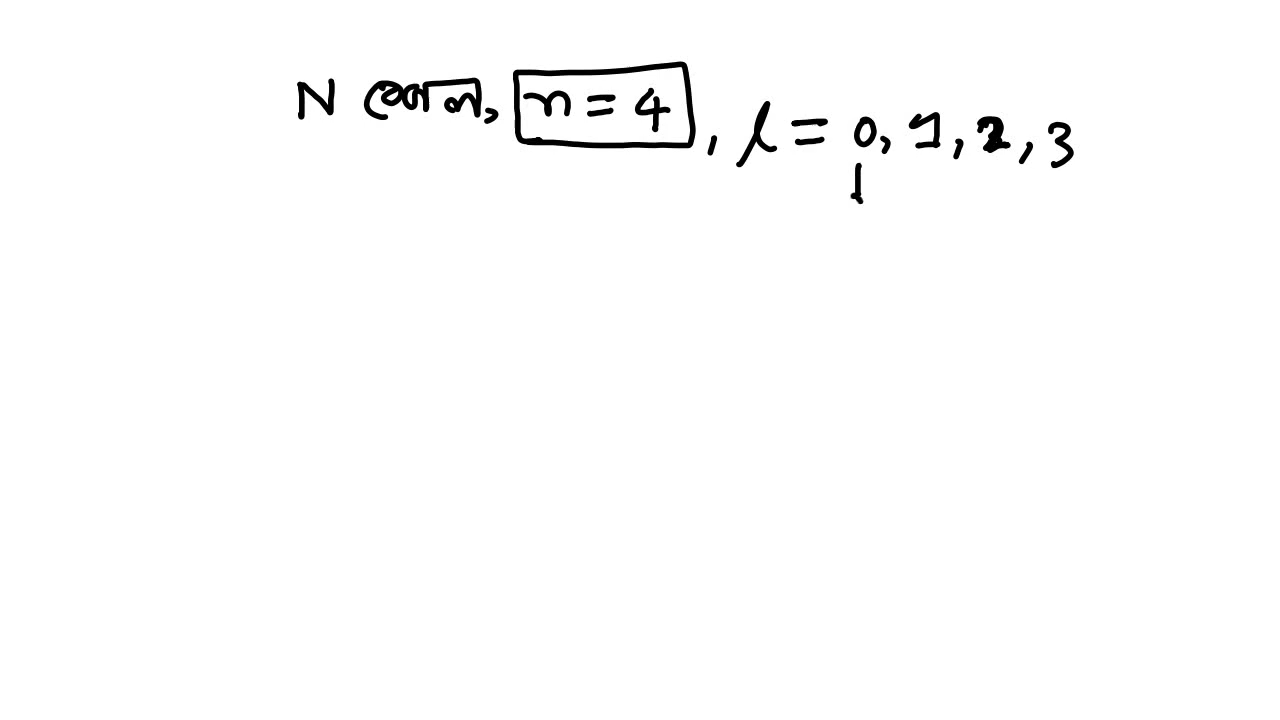 N সেল, n = 4, l = 0, 1, 2, 3